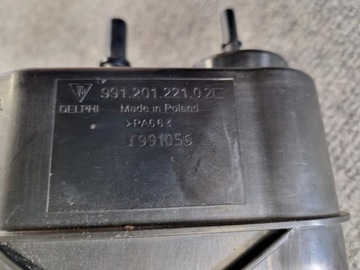 991.201.221.02
DELPHI Made in Poland
>PA66<
T991056